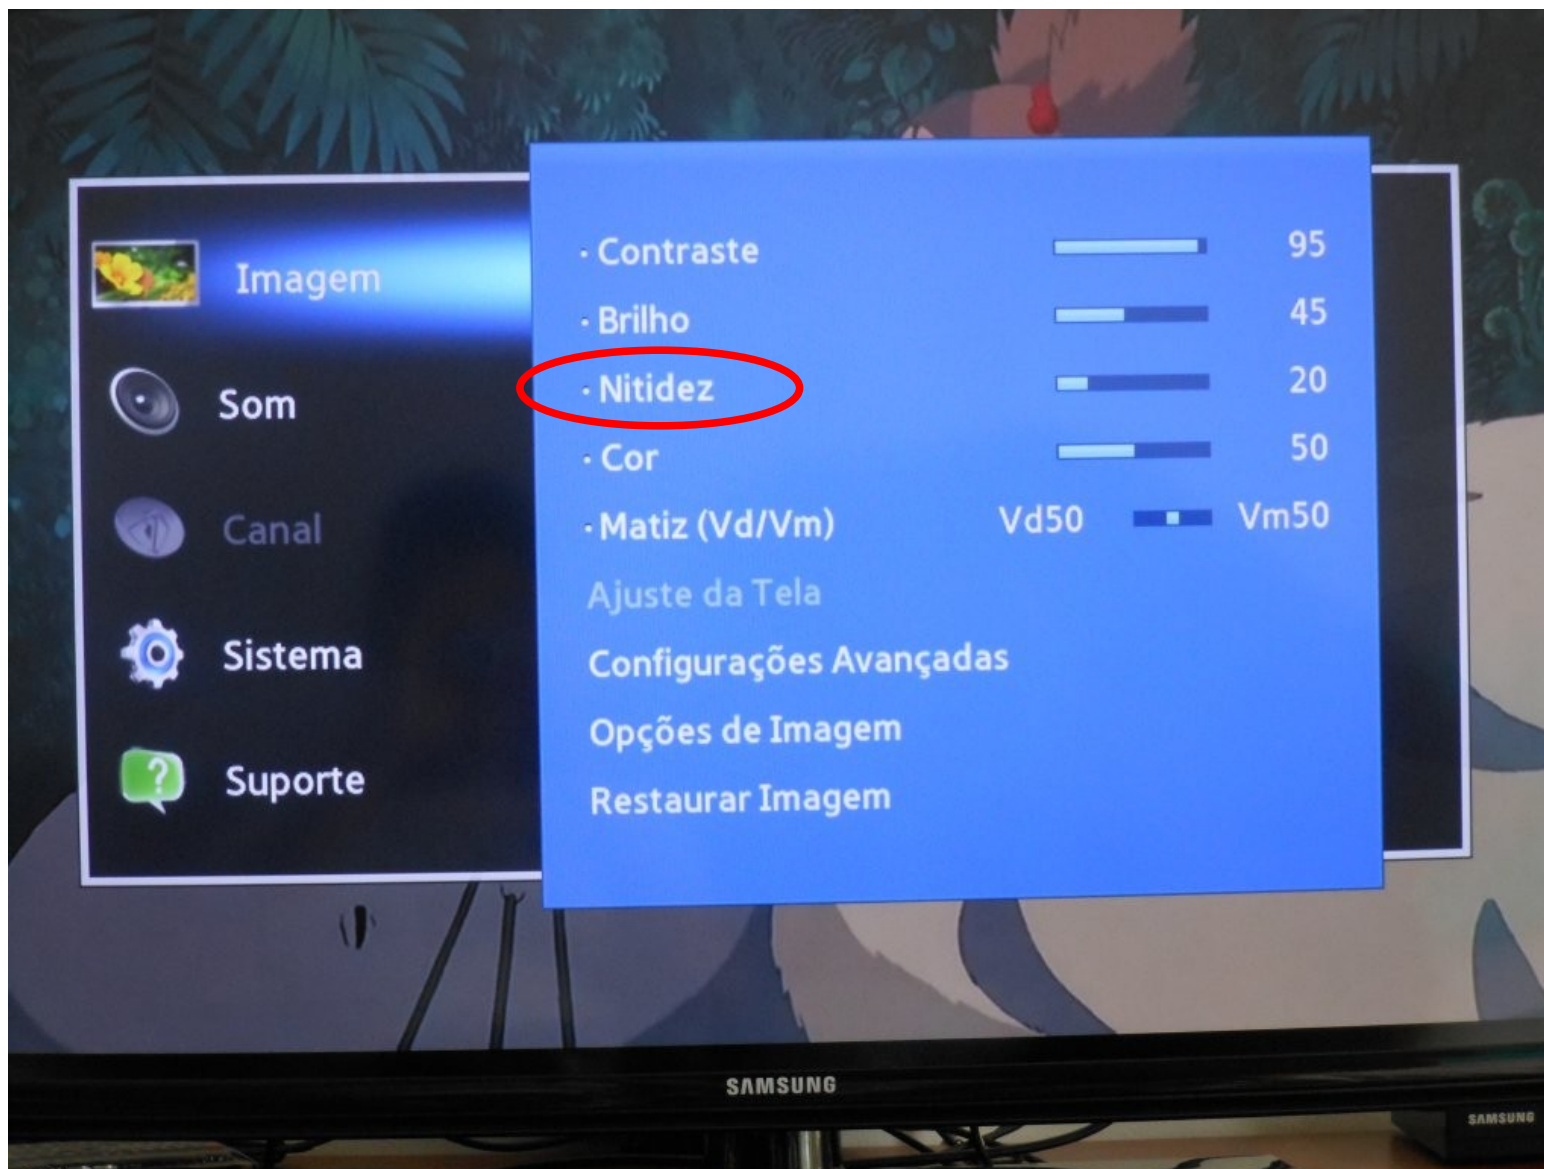 Imagem
Som
Canal
Sistema
Suporte
· Contraste 95
· Brilho 45
· Nitidez 20
· Cor 50
· Matiz (Vd/Vm) Vd50 Vm50
Ajuste da Tela
Configurações Avançadas
Opções de Imagem
Restaurar Imagem
SAMSUNG
SAMSUNG